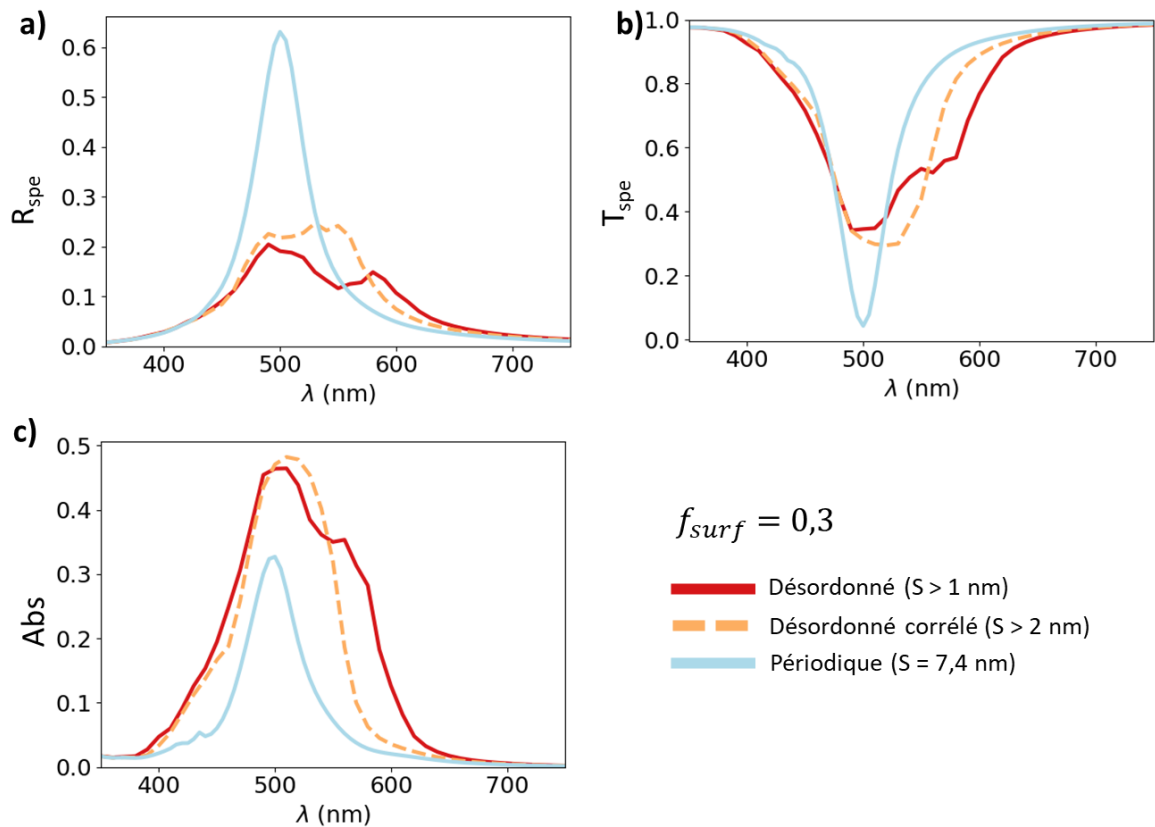 a)
0.6
0.5
0.4
0.3
0.2
0.1
0.0
R_spe
400 500 600 700
λ (nm)
b)
1.0
0.8
0.6
0.4
0.2
0.0
T_spe
400 500 600 700
λ (nm)
c)
0.5
0.4
0.3
0.2
0.1
0.0
Abs
400 500 600 700
λ (nm)
f_surf = 0,3
Désordonné (S > 1 nm)
Désordonné corrélé (S > 2 nm)
Périodique (S = 7,4 nm)